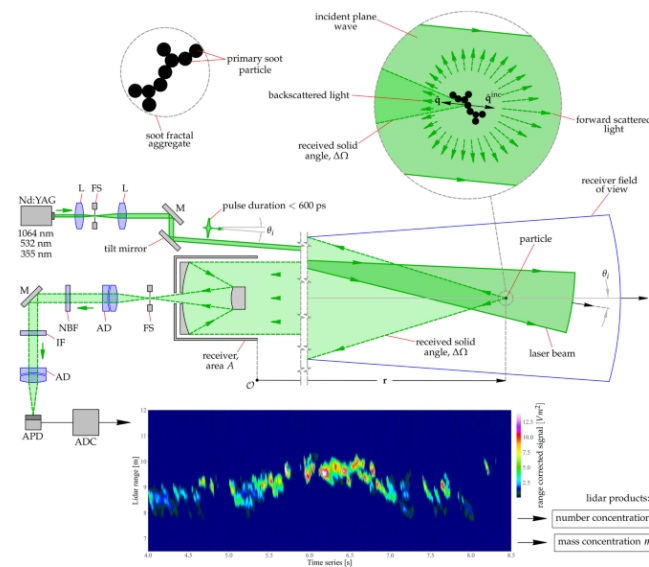 incident plane
wave
primary soot
particle
backscattered light
q̂
q̂inc
forward scattered
light
soot fractal
aggregate
received solid
angle, ΔΩ
Nd:YAG
L
FS
L
M
1064 nm
532 nm
355 nm
pulse duration < 600 ps
θi
tilt mirror
receiver field
of view
particle
θi
M
NBF
AD
FS
IF
AD
receiver,
area A
received solid
angle, ΔΩ
laser beam
O
r
APD
ADC
Lidar range [m]
12
11
10
9
8
7
4.0
4.5
5.0
5.5
6.0
6.5
7.0
7.5
8.0
8.5
Time series [s]
12.5
10.0
7.5
5.0
2.5
0.0
range corrected signal [Vm²]
lidar products:
number concentration
mass concentration m